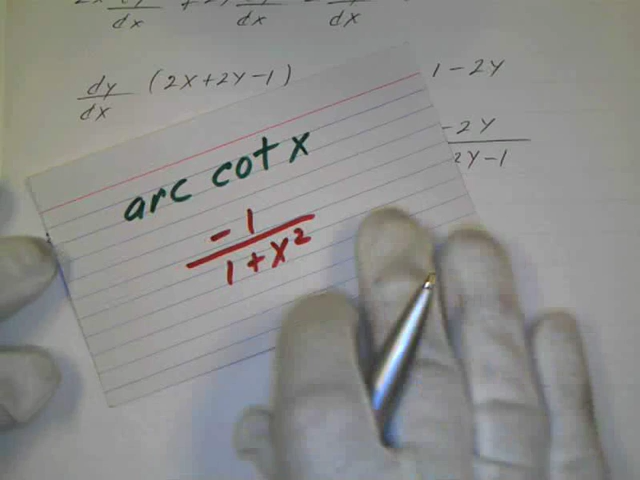 dy/dx (2x+2y-1) 1-2y
-2y
2y-1
arc cot x
-1
1+x²